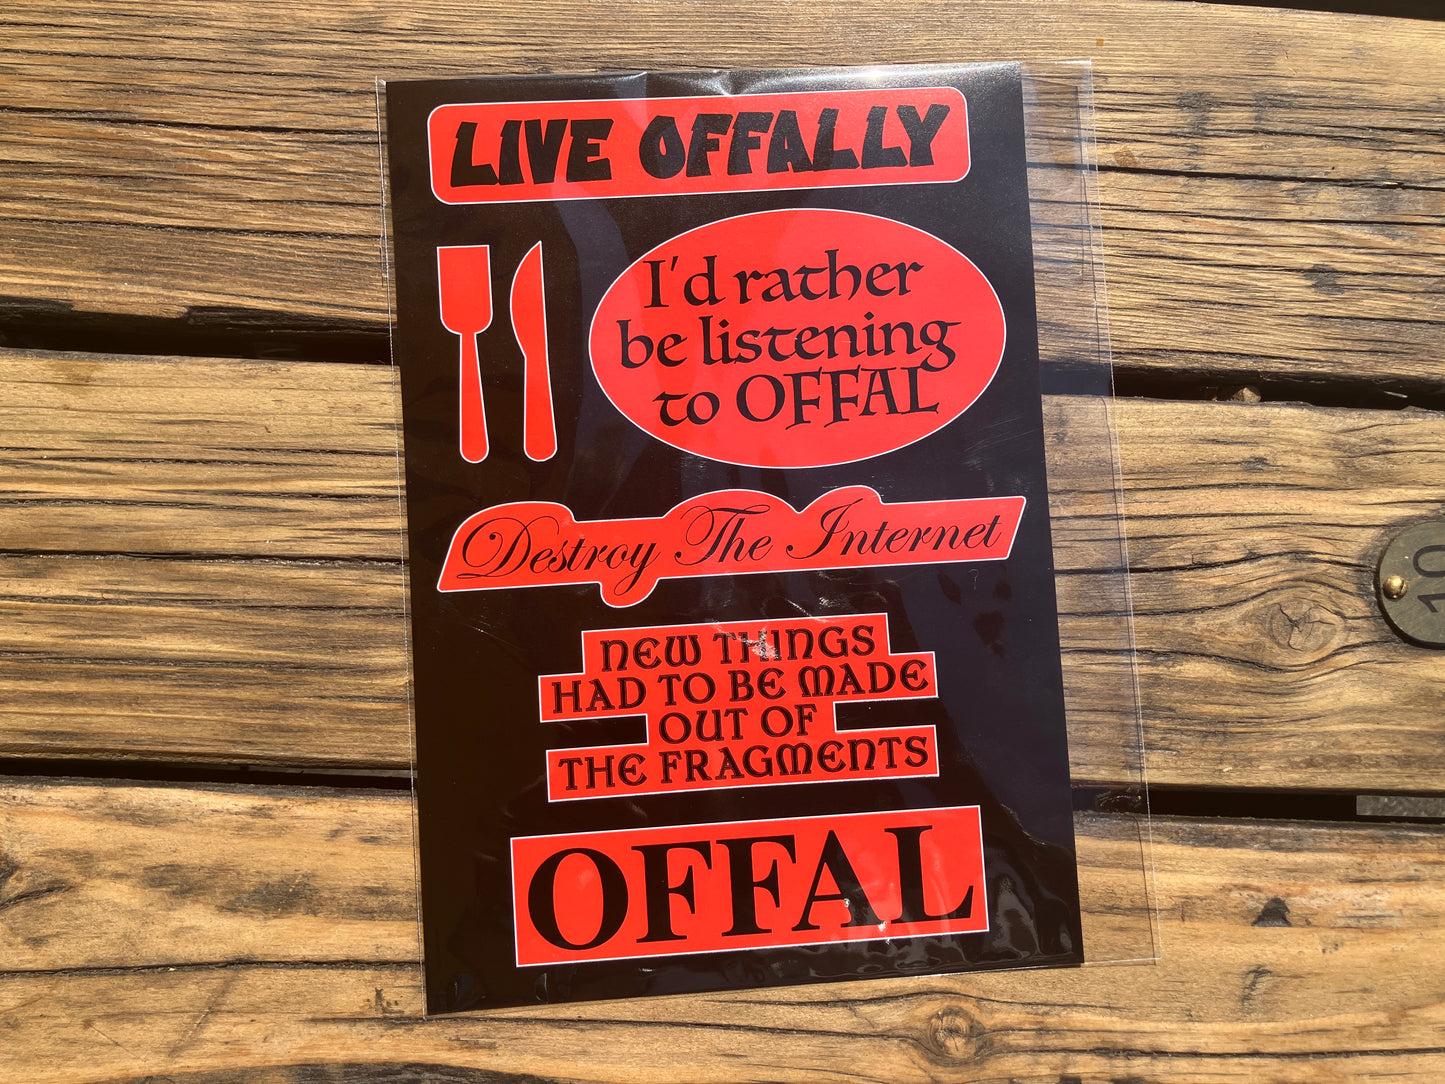 LIVE OFFALLY
I'd rather
be listening
to OFFAL
Destroy The Internet
NEW THINGS
HAD TO BE MADE
OUT OF
THE FRAGMENTS
OFFAL
10